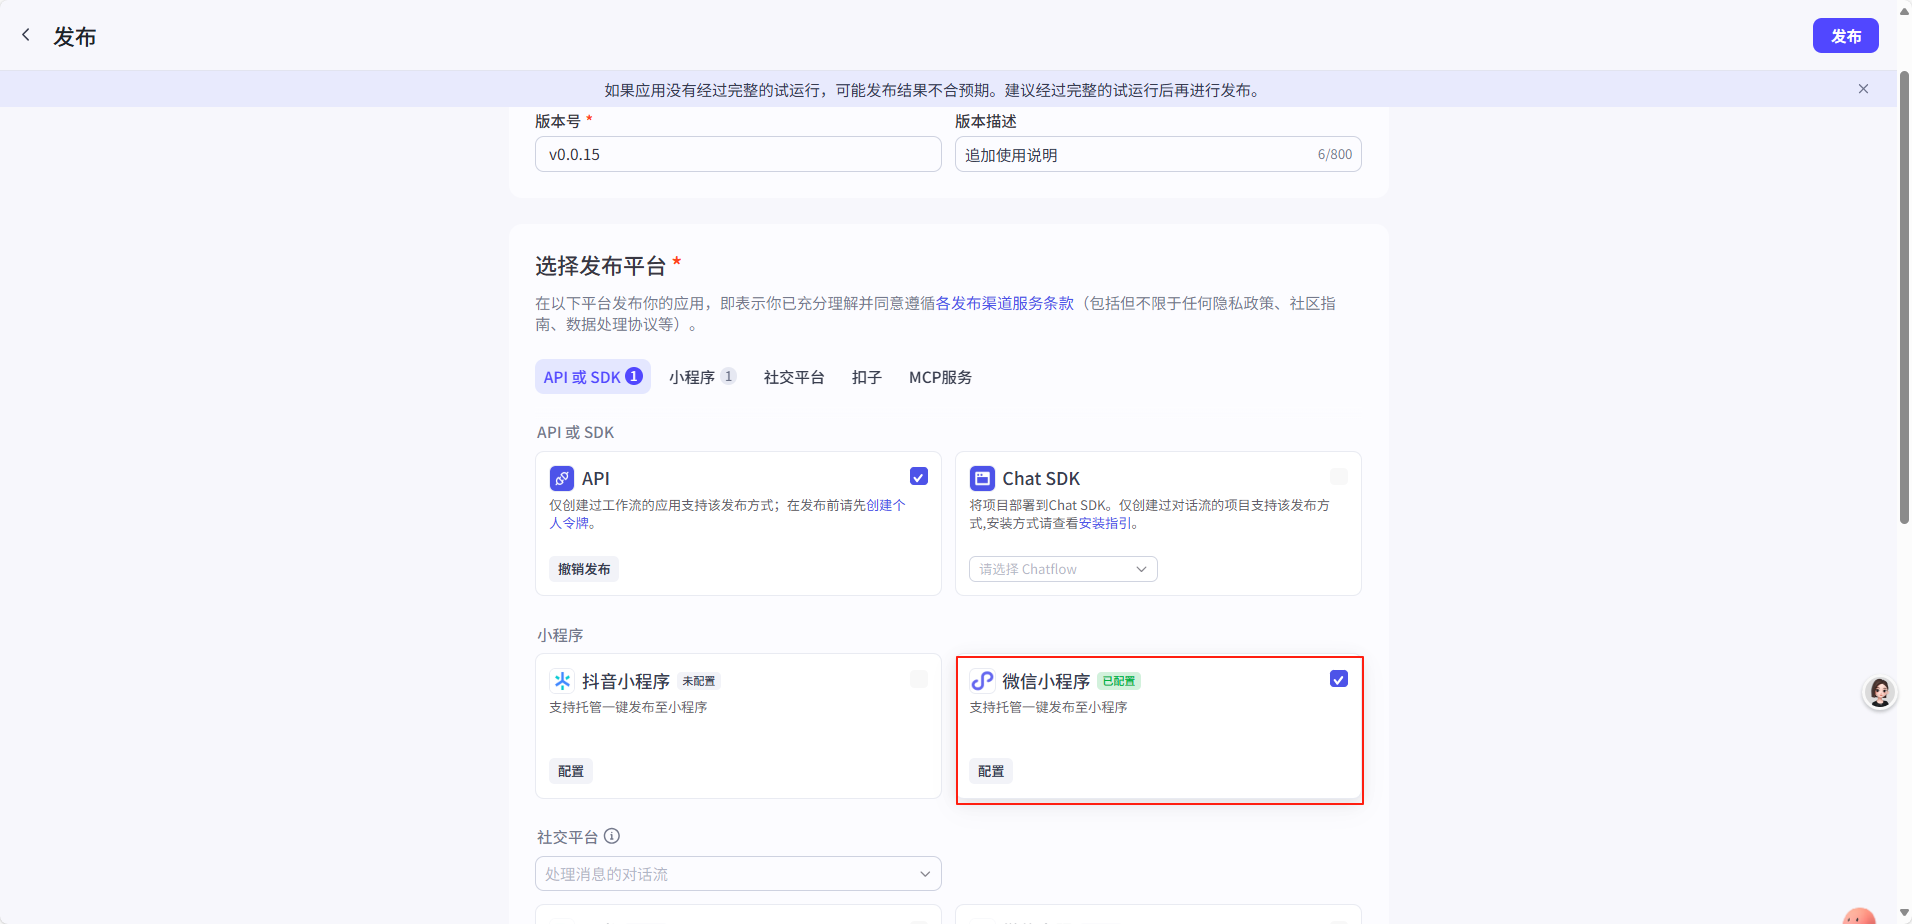 发布
发布
如果应用没有经过完整的试运行，可能发布结果不合预期。建议经过完整的试运行后再进行发布。
版本号 *
版本描述
v0.0.15
追加使用说明
6/800
选择发布平台 *
在以下平台发布你的应用，即表示你已充分理解并同意遵循各发布渠道服务条款（包括但不限于任何隐私政策、社区指
南、数据处理协议等）。
API 或 SDK 1
小程序 1
社交平台
扣子
MCP服务
API 或 SDK
API
仅创建过工作流的应用支持该发布方式；在发布前请先创建个
人令牌。
撤销发布
Chat SDK
将项目部署到Chat SDK。仅创建过对话流的项目支持该发布方
式,安装方式请查看安装指引。
请选择 Chatflow
小程序
抖音小程序 未配置
支持托管一键发布至小程序
配置
微信小程序 已配置
支持托管一键发布至小程序
配置
社交平台
处理消息的对话流